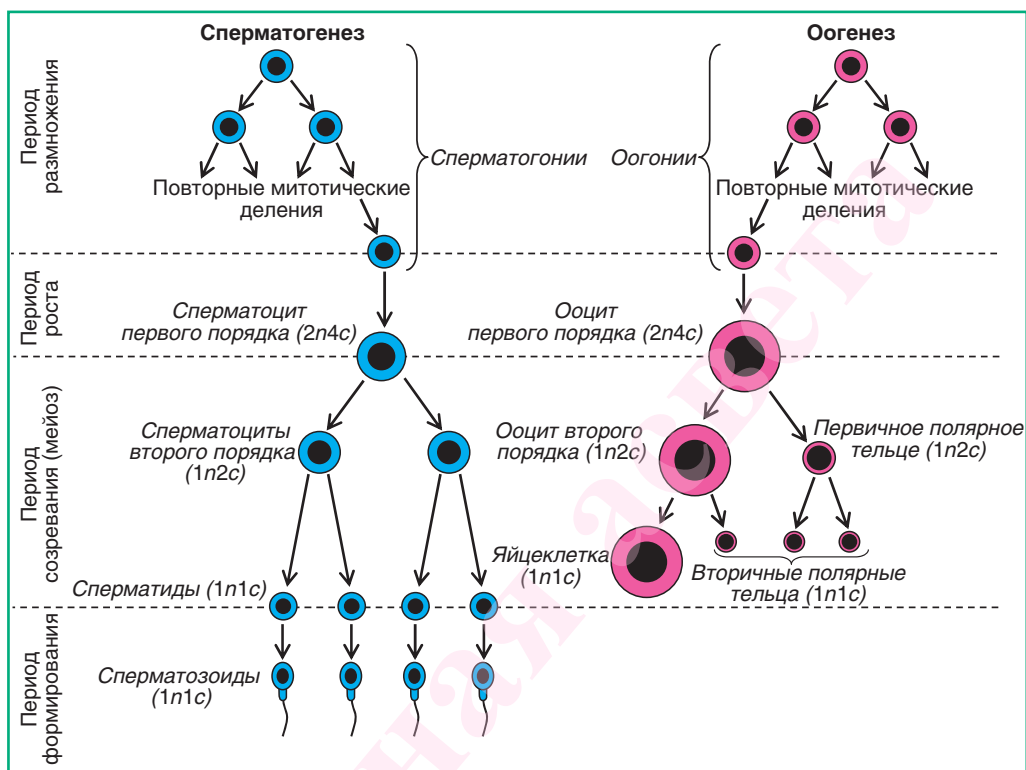 Сперматогенез
Оогенез
Период
размножения
Сперматогонии
Оогонии
Повторные митотические
деления
Повторные митотические
деления
Период
роста
Сперматоцит
первого порядка (2n4c)
Ооцит
первого порядка (2n4c)
Период
созревания (мейоз)
Сперматоциты
второго порядка
(1n2c)
Ооцит второго
порядка (1n2c)
Первичное полярное
тельце (1n2c)
Яйцеклетка
(1n1c)
Вторичные полярные
тельца (1n1c)
Сперматиды (1n1c)
Период
формирования
Сперматозоиды
(1n1c)